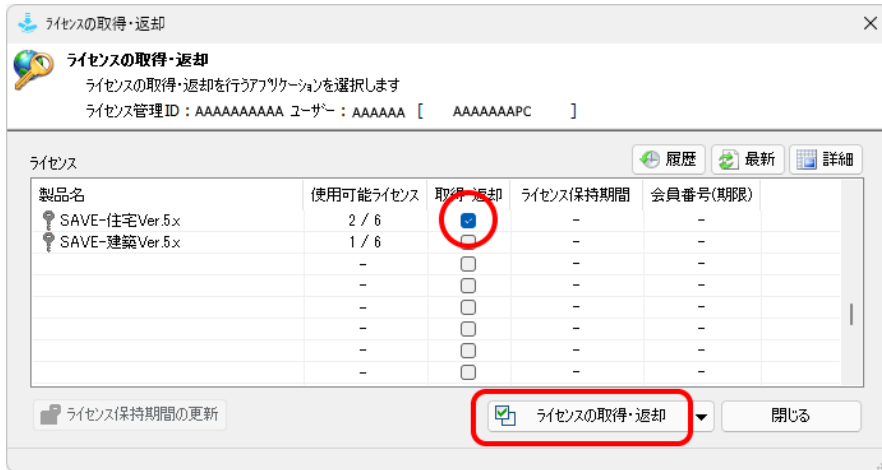 ライセンスの取得・返却
ライセンスの取得・返却
ライセンスの取得・返却を行うアプリケーションを選択します
ライセンス管理ID：AAAAAAAAAA ユーザー：AAAAAA [ AAAAAAAPC ]
ライセンス 履歴 最新 詳細
製品名 使用可能ライセンス 取得・返却 ライセンス保持期間 会員番号(期限)
SAVE-住宅Ver.5x 2 / 6 - -
SAVE-建築Ver.5x 1 / 6 - -
- - -
- - -
- - -
- - -
- - -
- - -
ライセンス保持期間の更新 ライセンスの取得・返却 閉じる